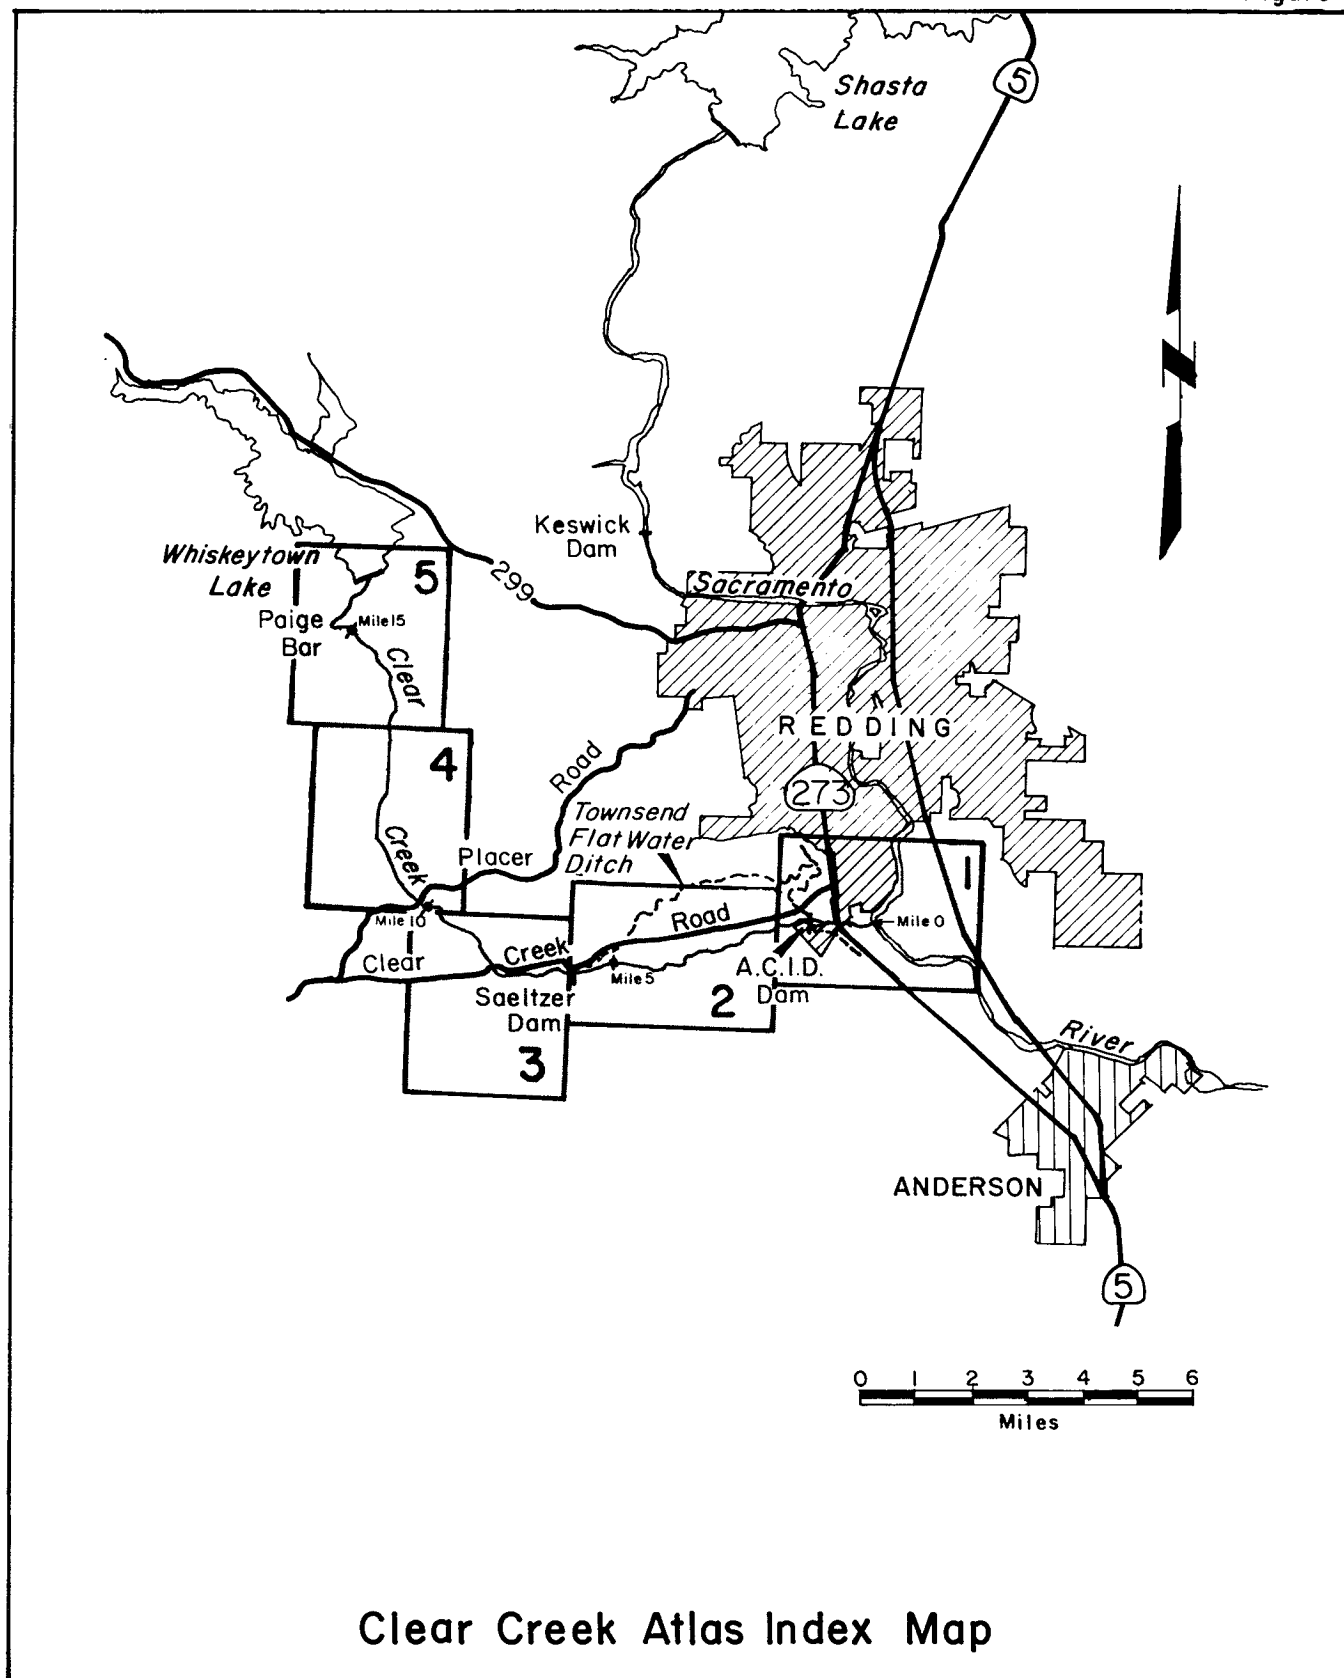 Shasta
Lake
5
Keswick
Dam
299
Sacramento
Whiskeytown
Lake
5
Paige
Bar
Mile 15
Clear
REDDING
4
Road
273
Townsend
Flat Water
Ditch
Creek
Placer
1
Mile 10
Road
Mile 0
Clear
Creek
Mile 5
A.C.I.D.
Dam
Saeltzer
Dam
2
3
River
ANDERSON
5
0 1 2 3 4 5 6
Miles
Clear Creek Atlas Index Map